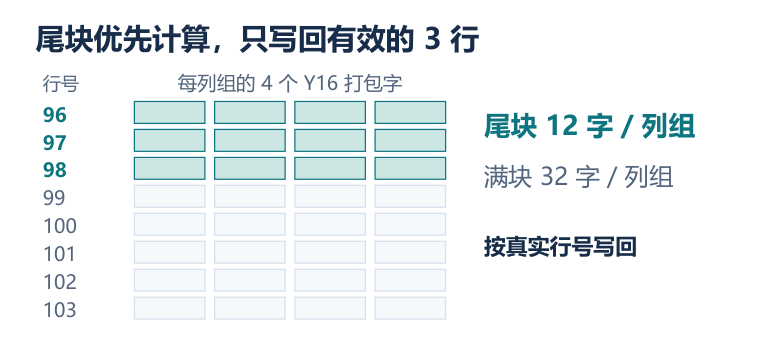 尾块优先计算，只写回有效的 3 行
行号
每列组的 4 个 Y16 打包字
96
97
98
99
100
101
102
103
尾块 12 字 / 列组
满块 32 字 / 列组
按真实行号写回